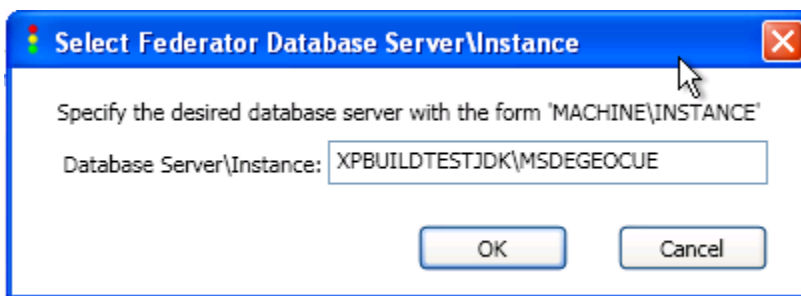 Select Federator Database Server\Instance
Specify the desired database server with the form 'MACHINE\INSTANCE'
Database Server\Instance: XPBUILDTESTJDK\MSDEGEOCUE
OK Cancel